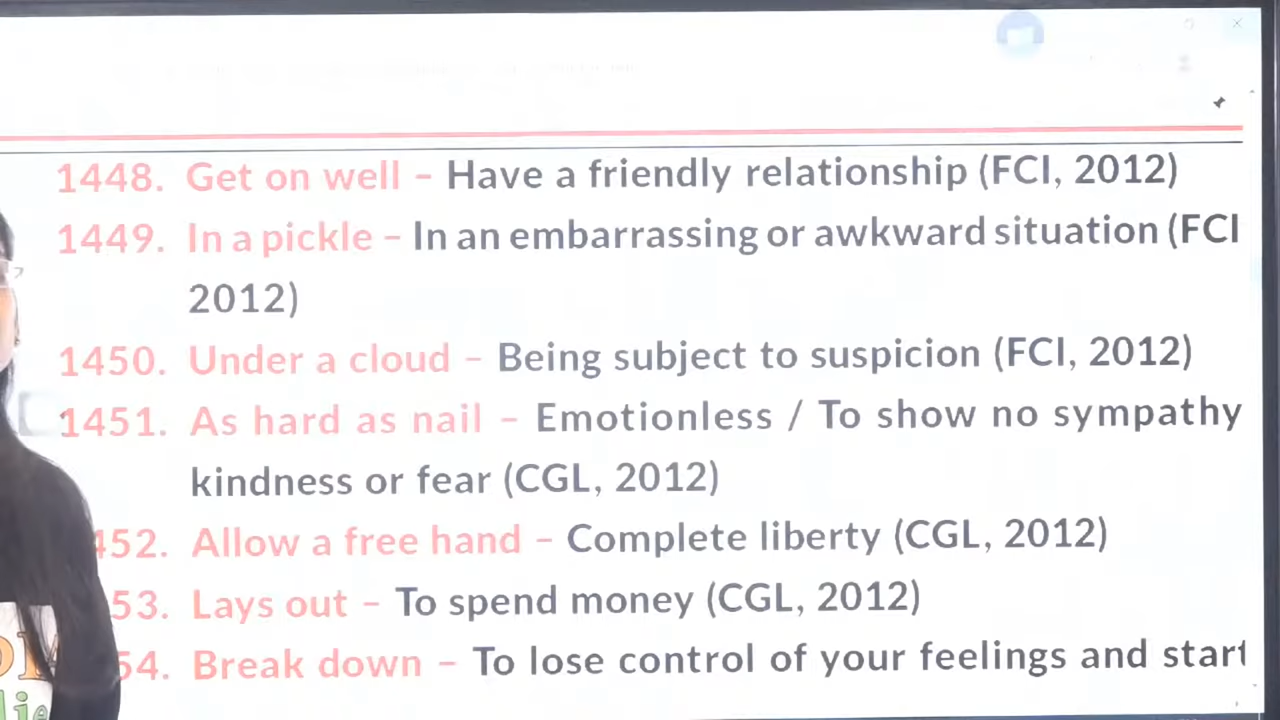 1448. Get on well – Have a friendly relationship (FCI, 2012)
1449. In a pickle – In an embarrassing or awkward situation (FCI
2012)
1450. Under a cloud – Being subject to suspicion (FCI, 2012)
1451. As hard as nail – Emotionless / To show no sympathy
kindness or fear (CGL, 2012)
452. Allow a free hand – Complete liberty (CGL, 2012)
53. Lays out – To spend money (CGL, 2012)
54. Break down – To lose control of your feelings and start